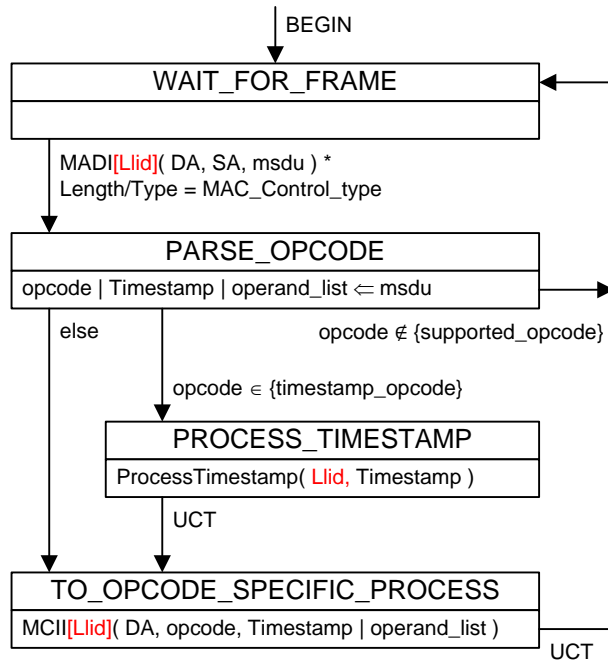 BEGIN
WAIT_FOR_FRAME
MADI[Llid]( DA, SA, msdu ) *
Length/Type = MAC_Control_type
PARSE_OPCODE
opcode | Timestamp | operand_list ⇐ msdu
else
opcode ∉ {supported_opcode}
opcode ∈ {timestamp_opcode}
PROCESS_TIMESTAMP
ProcessTimestamp( Llid, Timestamp )
UCT
TO_OPCODE_SPECIFIC_PROCESS
MCII[Llid]( DA, opcode, Timestamp | operand_list )
UCT